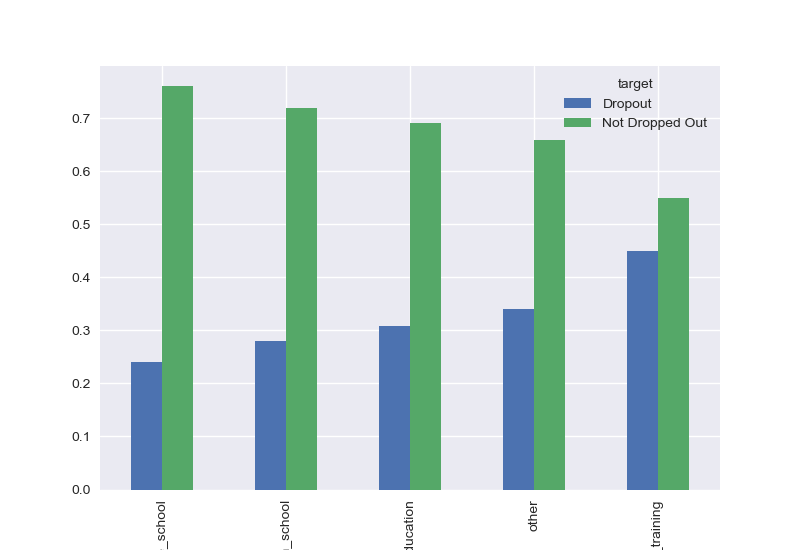 target
Dropout
Not Dropped Out
0.7
0.6
0.5
0.4
0.3
0.2
0.1
0.0
_school
_school
ducation
other
_training